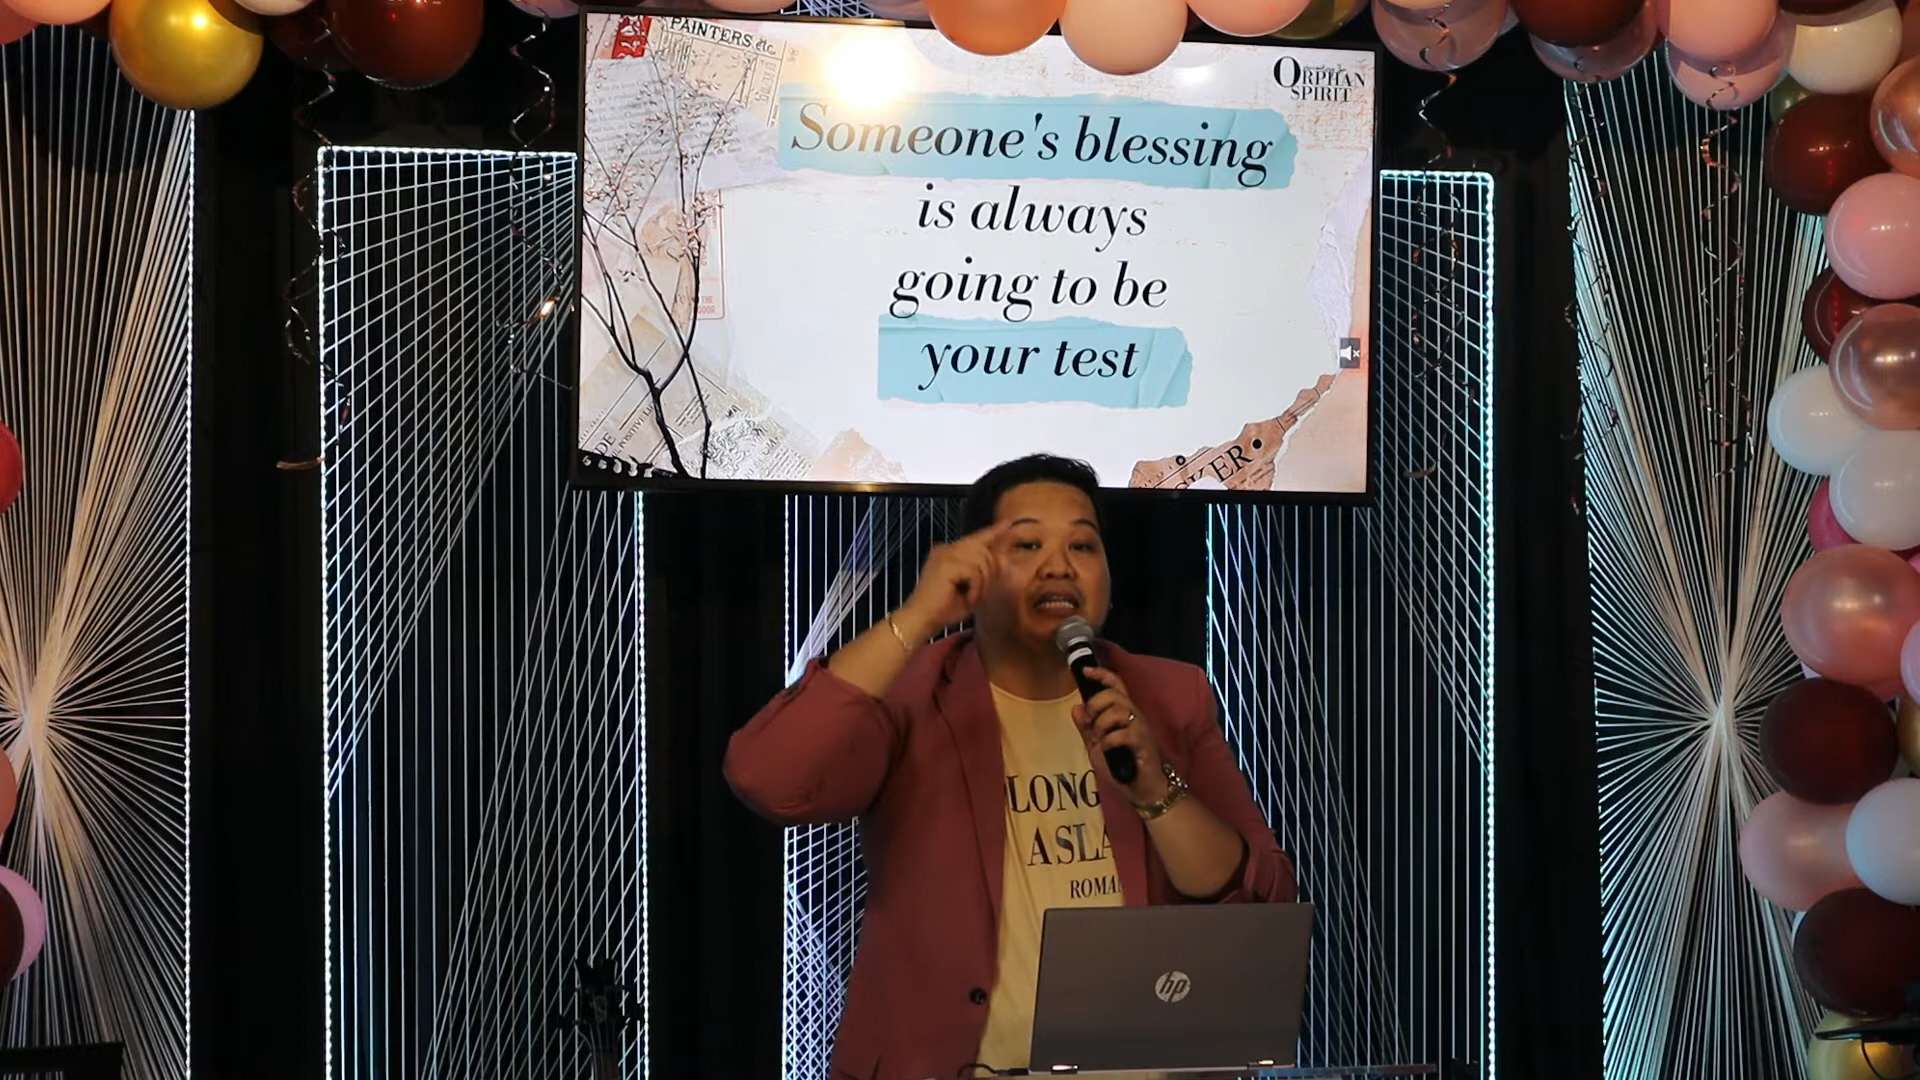 PAINTERS etc.
ORPHAN
SPIRIT
Someone's blessing
is always
going to be
your test
LONG
ASLA
ROMA
hp